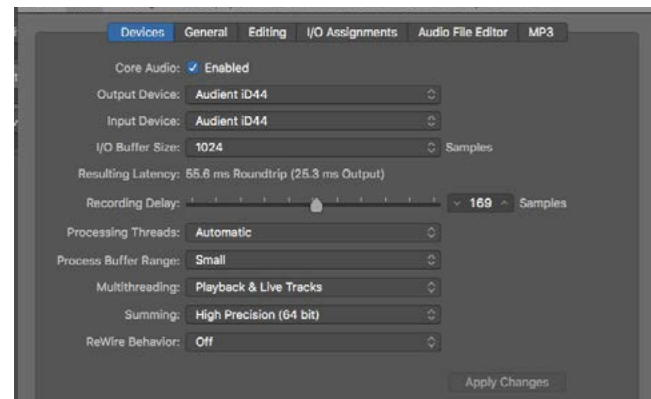 Devices General Editing I/O Assignments Audio File Editor MP3
Core Audio: Enabled
Output Device: Audient iD44
Input Device: Audient iD44
I/O Buffer Size: 1024 Samples
Resulting Latency: 55.6 ms Roundtrip (25.3 ms Output)
Recording Delay: 169 Samples
Processing Threads: Automatic
Process Buffer Range: Small
Multithreading: Playback & Live Tracks
Summing: High Precision (64 bit)
ReWire Behavior: Off
Apply Changes